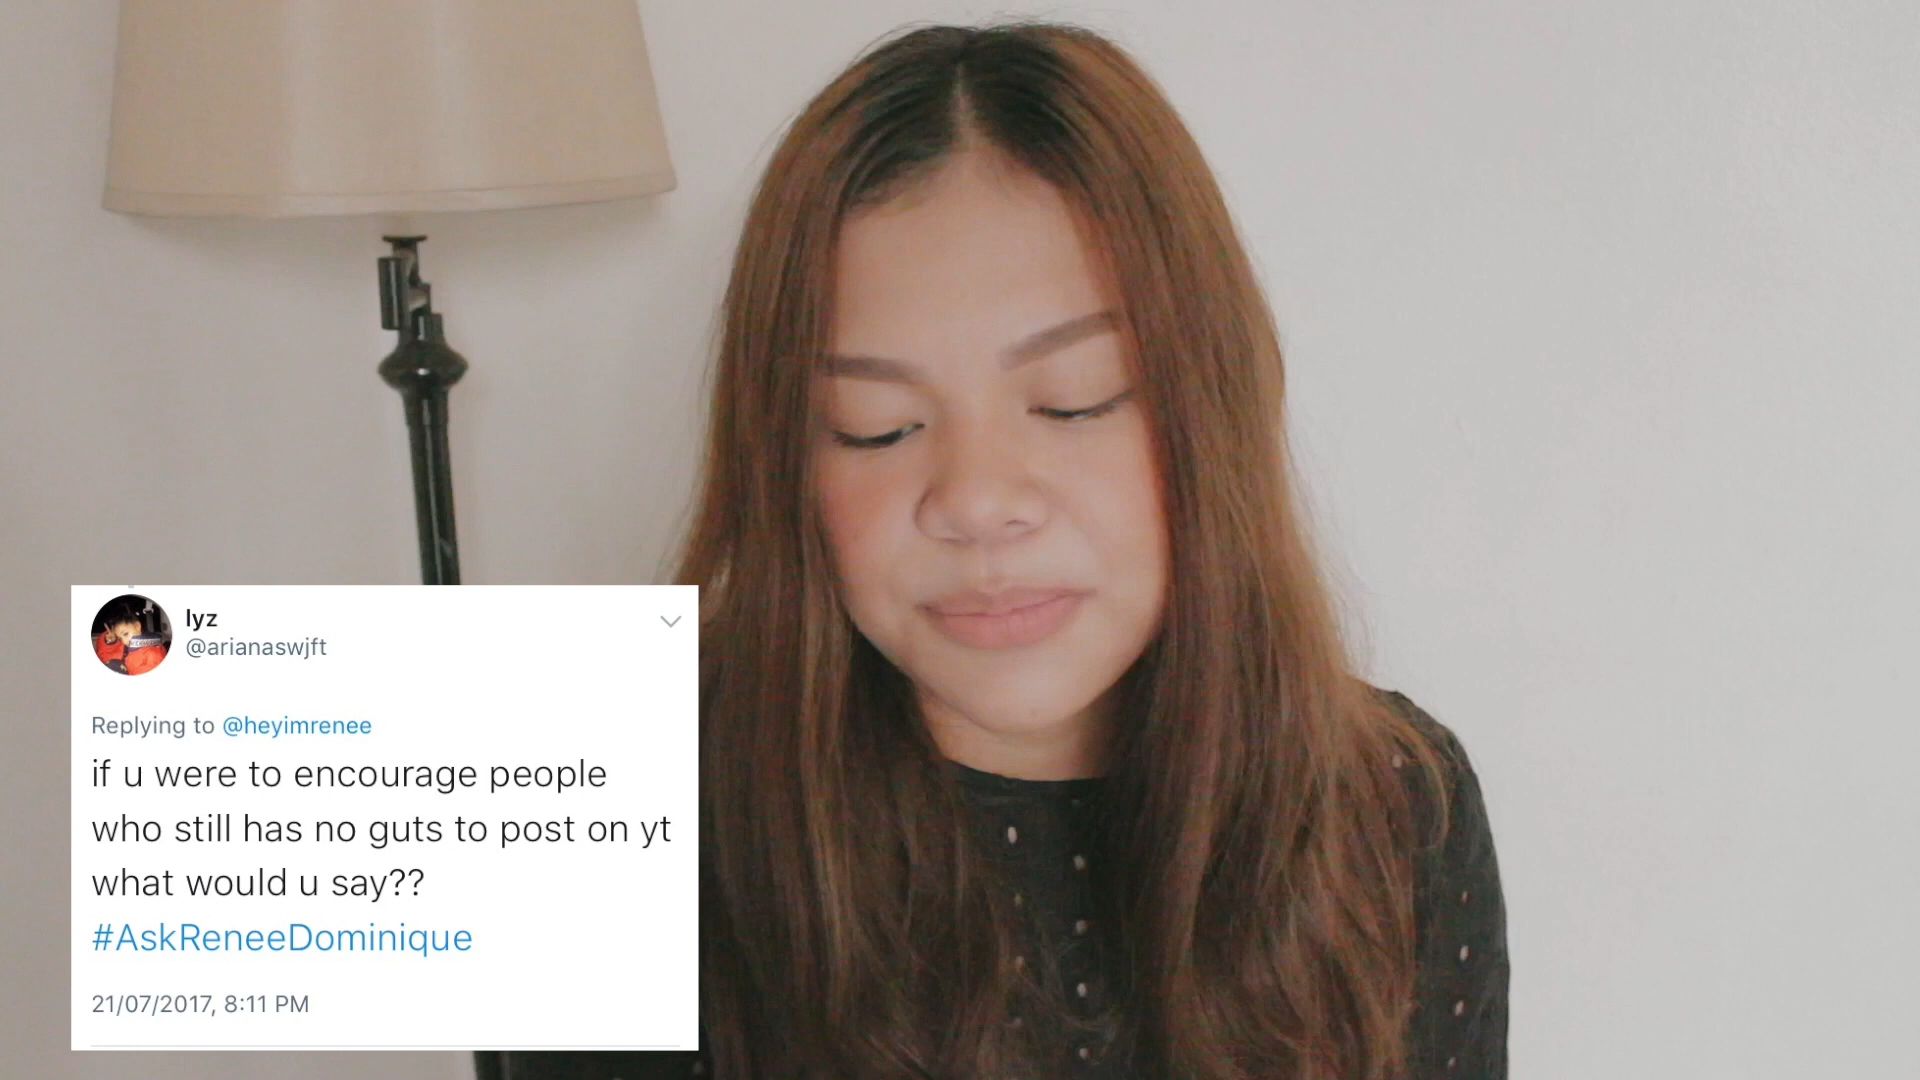 lyz
@arianaswjft
Replying to @heyimrenee
if u were to encourage people
who still has no guts to post on yt
what would u say??
#AskReneeDominique
21/07/2017, 8:11 PM